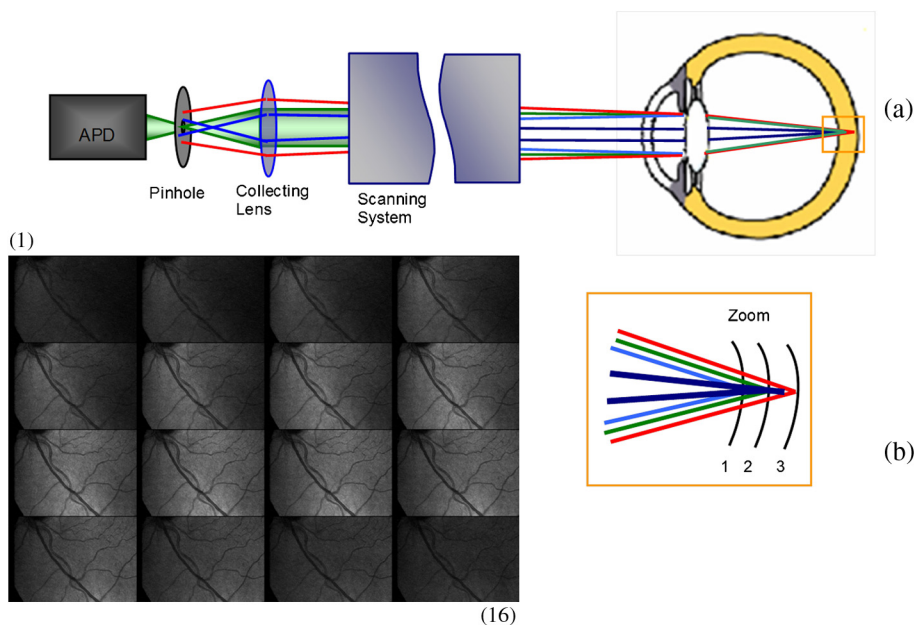 (a)
APD
Pinhole
Collecting
Lens
Scanning
System
(1)
Zoom
1 2 3
(b)
(16)